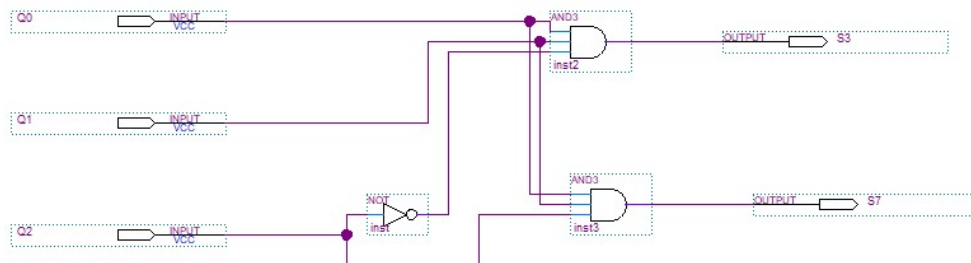 Q0 INPUT VCC
AND3
inst2
OUTPUT S3
Q1 INPUT VCC
AND3
inst3
OUTPUT S7
NOT
inst
Q2 INPUT VCC